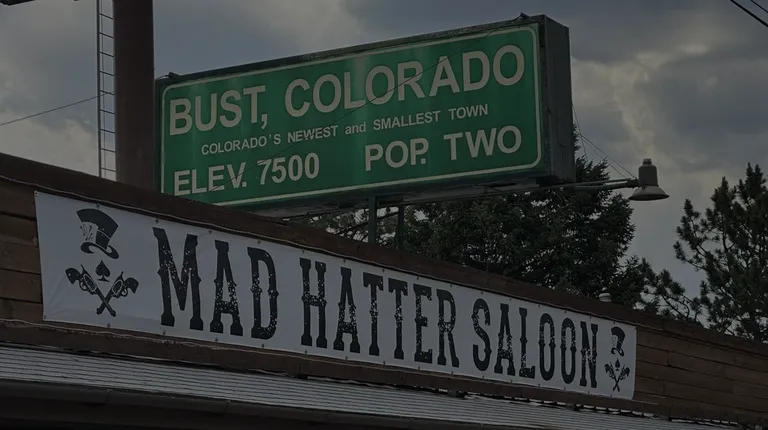 BUST, COLORADO
COLORADO'S NEWEST and SMALLEST TOWN
ELEV. 7500 POP. TWO
MAD HATTER SALOON